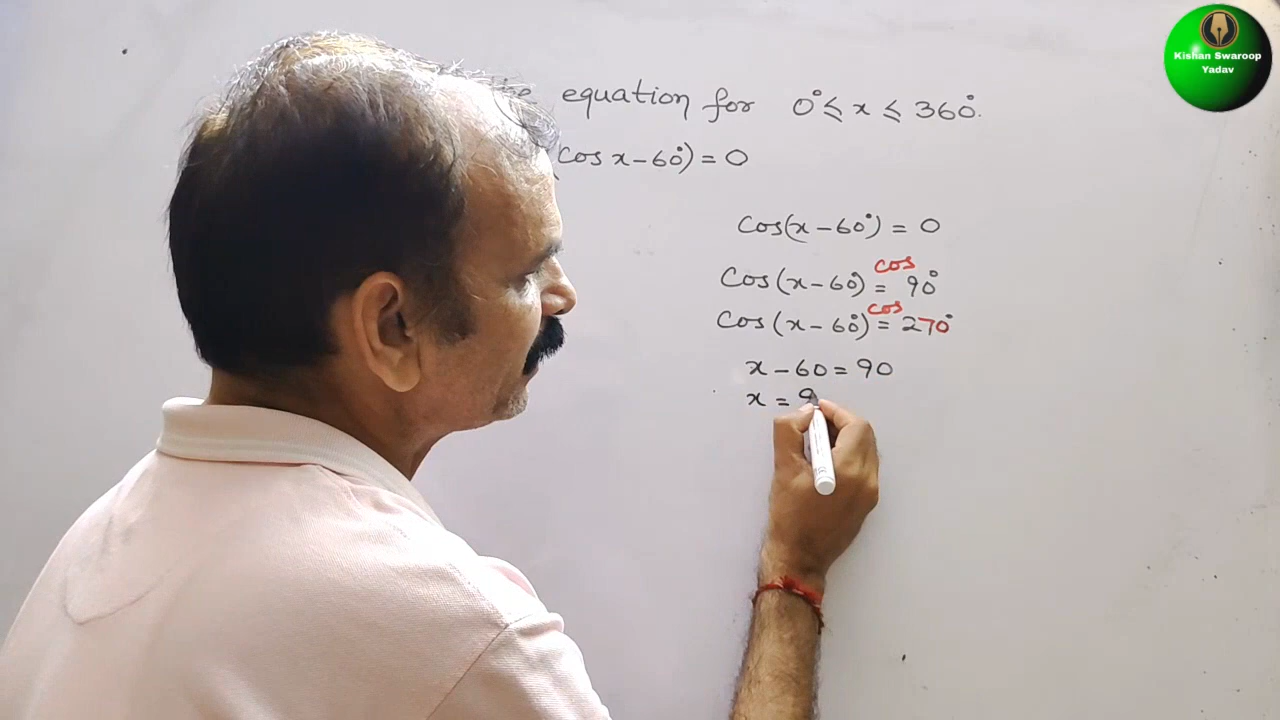 equation for 0° ≤ x ≤ 360°.
(Cos x - 60°) = 0
Cos(x - 60°) = 0
Cos(x - 60°) = cos 90°
Cos(x - 60°) = cos 270°
x - 60 = 90
x = 9
Kishan Swaroop
Yadav